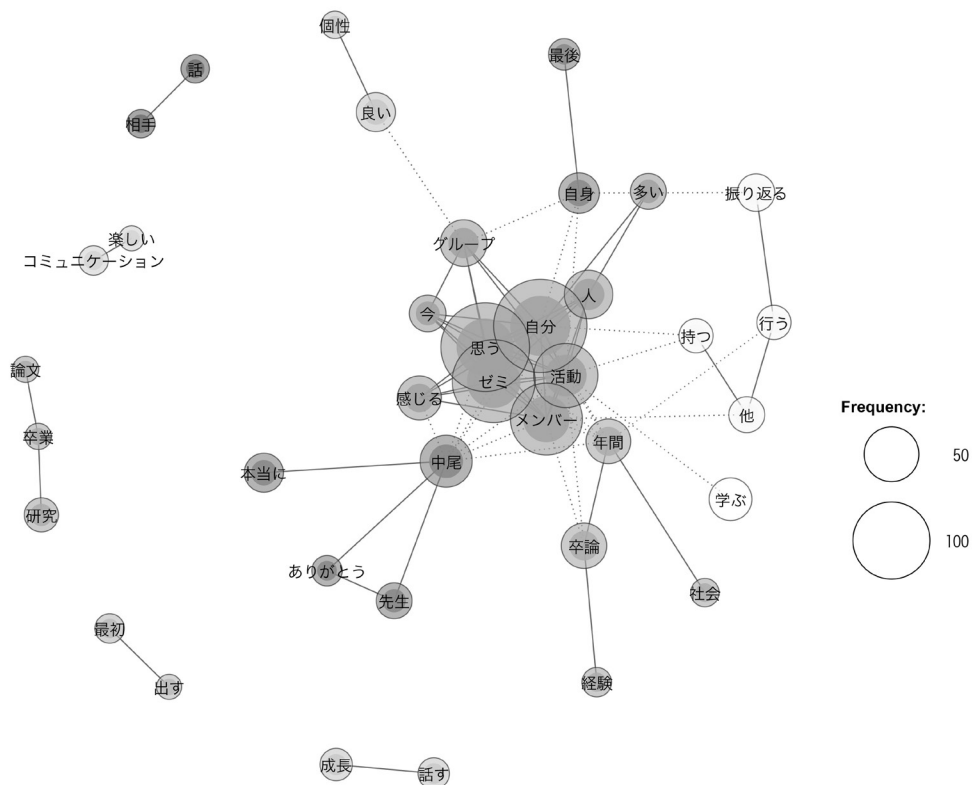 個性
最後
話
良い
相手
自身
多い
振り返る
楽しい
グループ
コミュニケーション
人
今
自分
行う
持つ
思う
論文
ゼミ
活動
感じる
Frequency:
メンバー
他
卒業
年間
50
中尾
本当に
学ぶ
研究
100
卒論
ありがとう
社会
先生
最初
経験
出す
成長
話す